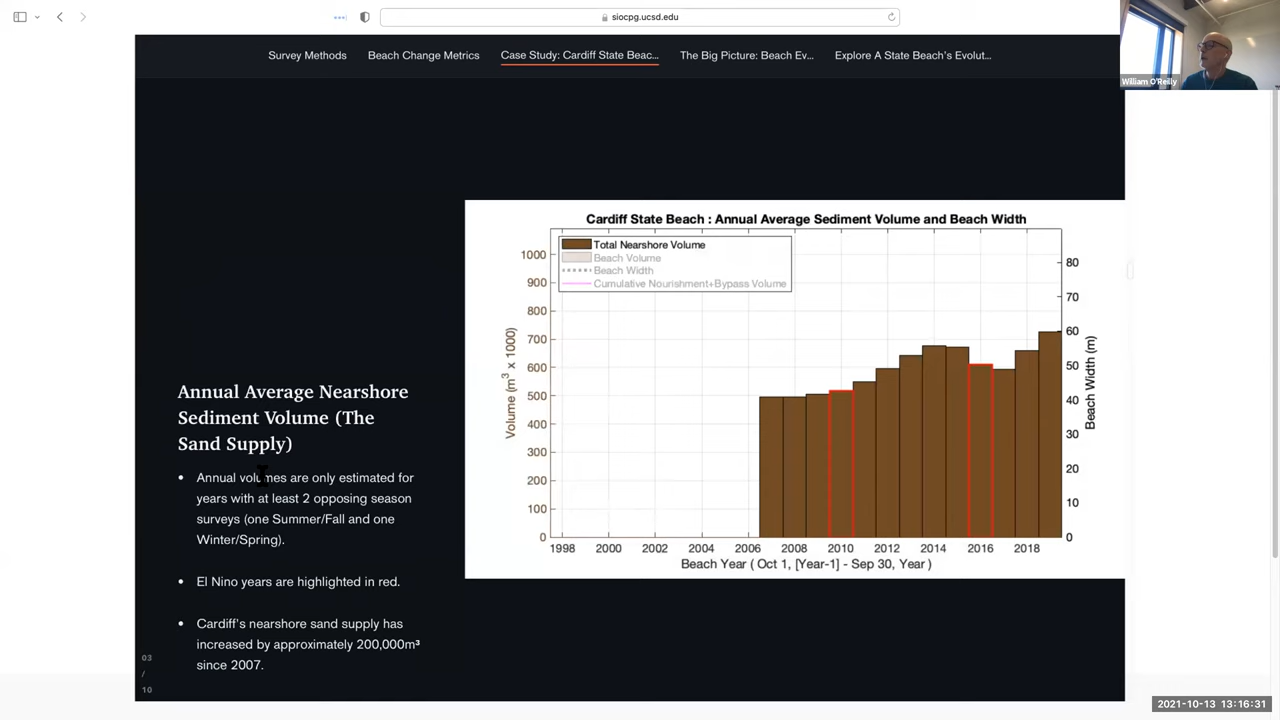 siocpg.ucsd.edu
Survey Methods
Beach Change Metrics
Case Study: Cardiff State Beac...
The Big Picture: Beach Ev...
Explore A State Beach's Evolut...
William O'Reilly
Annual Average Nearshore
Sediment Volume (The
Sand Supply)
• Annual volumes are only estimated for
years with at least 2 opposing season
surveys (one Summer/Fall and one
Winter/Spring).
• El Nino years are highlighted in red.
• Cardiff's nearshore sand supply has
increased by approximately 200,000m³
since 2007.
03
/
10
Cardiff State Beach : Annual Average Sediment Volume and Beach Width
Total Nearshore Volume
Beach Volume
Beach Width
Cumulative Nourishment+Bypass Volume
Volume (m³ x 1000)
1000
900
800
700
600
500
400
300
200
100
0
80
70
60
50
40
30
20
10
0
Beach Width (m)
1998 2000 2002 2004 2006 2008 2010 2012 2014 2016 2018
Beach Year ( Oct 1, [Year-1] - Sep 30, Year )
2021-10-13 13:16:31